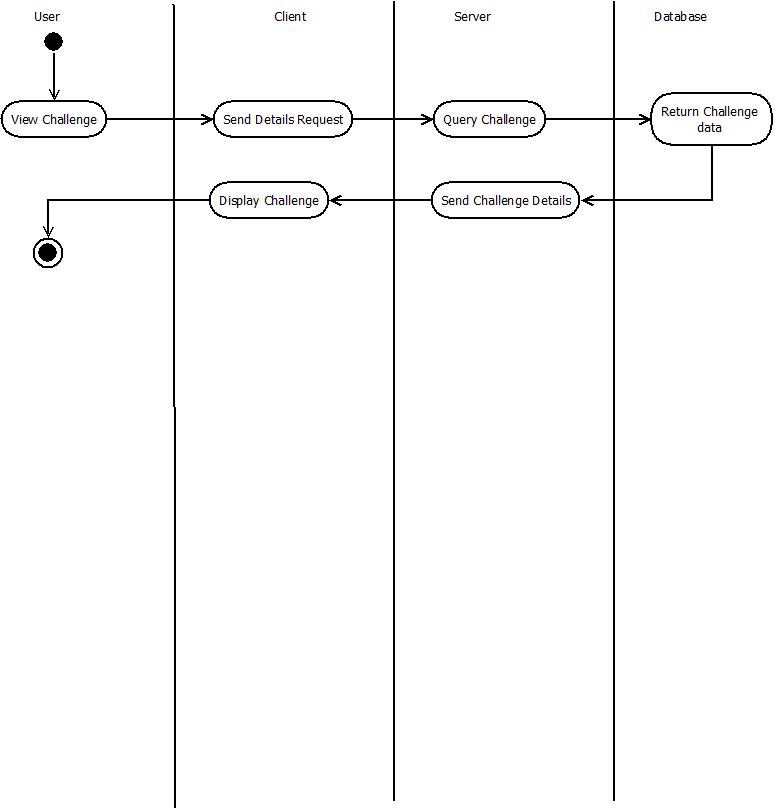 User
Client
Server
Database
View Challenge
Send Details Request
Query Challenge
Return Challenge
data
Display Challenge
Send Challenge Details